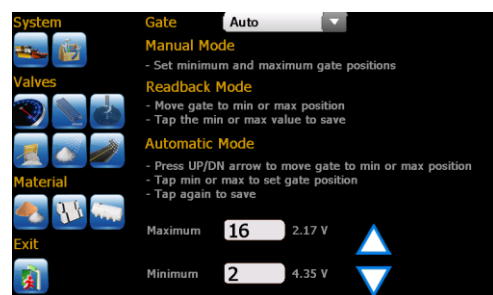 System
Gate Auto
Manual Mode
- Set minimum and maximum gate positions
Valves
Readback Mode
- Move gate to min or max position
- Tap the min or max value to save
Automatic Mode
- Press UP/DN arrow to move gate to min or max position
- Tap min or max to set gate position
- Tap again to save
Material
Maximum 16 2.17 V
Exit
Minimum 2 4.35 V